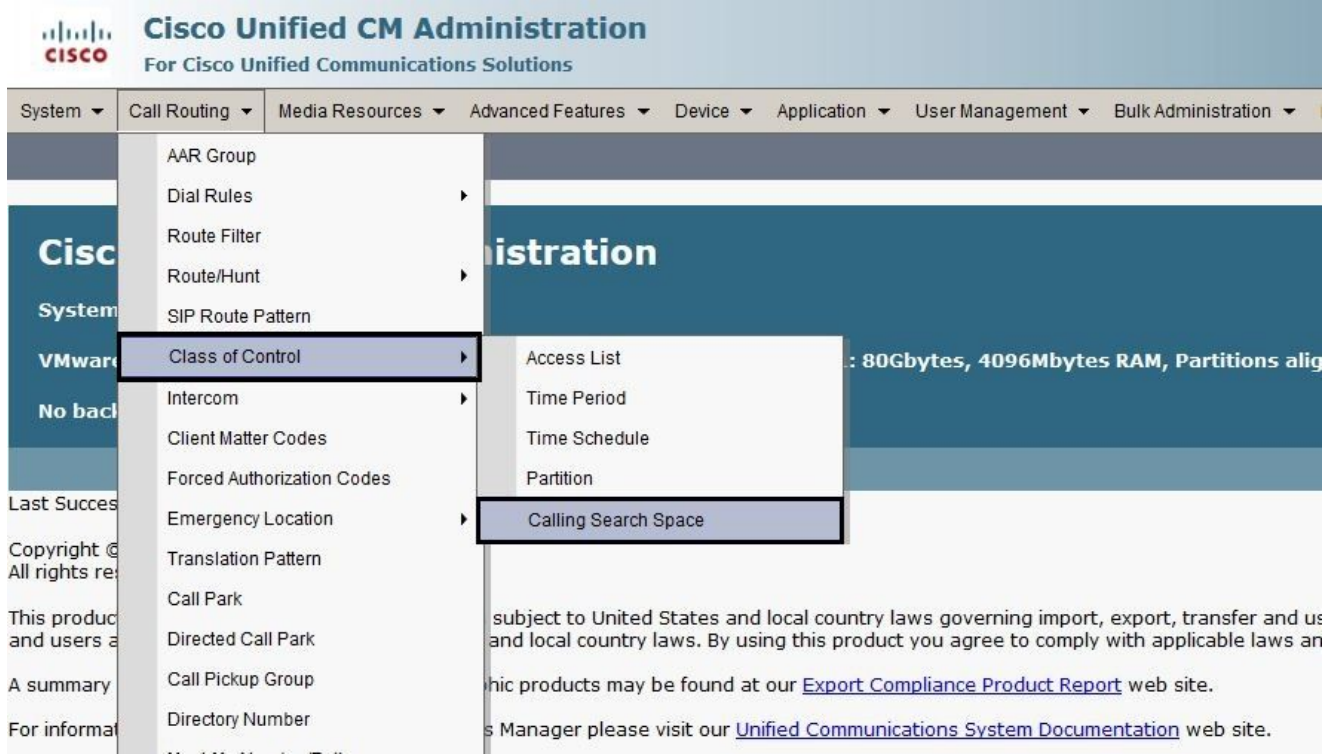 CISCO
Cisco Unified CM Administration
For Cisco Unified Communications Solutions
System
Call Routing
Media Resources
Advanced Features
Device
Application
User Management
Bulk Administration
AAR Group
Dial Rules
Route Filter
Route/Hunt
SIP Route Pattern
Class of Control
Intercom
Client Matter Codes
Forced Authorization Codes
Emergency Location
Translation Pattern
Call Park
Directed Call Park
Call Pickup Group
Directory Number
Access List
Time Period
Time Schedule
Partition
Calling Search Space
Cisc
istration
System
VMware
: 80Gbytes, 4096Mbytes RAM, Partitions alig
No back
Last Succes
Copyright ©
All rights re
This produc subject to United States and local country laws governing import, export, transfer and us
and users a and local country laws. By using this product you agree to comply with applicable laws an
A summary hic products may be found at our Export Compliance Product Report web site.
For informat s Manager please visit our Unified Communications System Documentation web site.